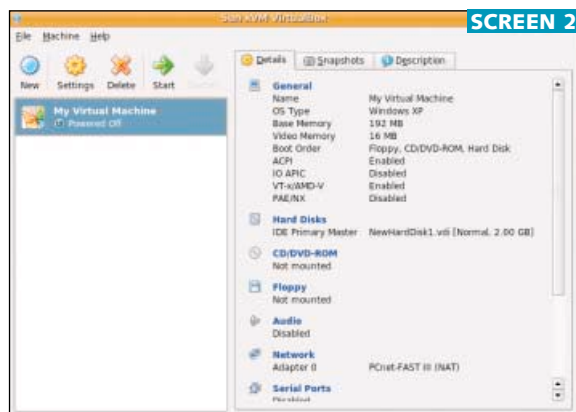 Sun xVM VirtualBox
SCREEN 2
File Machine Help
New Settings Delete Start
My Virtual Machine
Powered Off
Details Snapshots Description
General
Name My Virtual Machine
OS Type Windows XP
Base Memory 192 MB
Video Memory 16 MB
Boot Order Floppy, CD/DVD-ROM, Hard Disk
ACPI Enabled
IO APIC Disabled
VT-x/AMD-V Enabled
PAE/NX Disabled
Hard Disks
IDE Primary Master NewHardDisk1.vdi [Normal, 2.00 GB]
CD/DVD-ROM
Not mounted
Floppy
Not mounted
Audio
Disabled
Network
Adapter 0 PCnet-FAST III (NAT)
Serial Ports